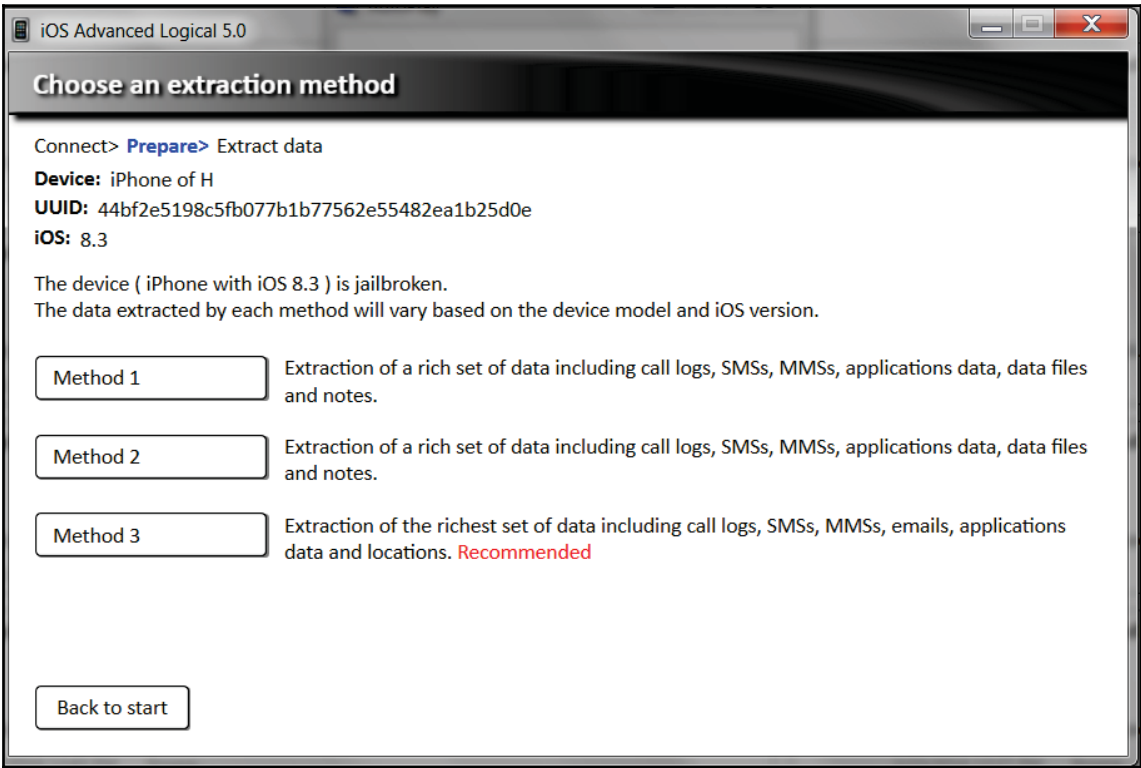 iOS Advanced Logical 5.0
Choose an extraction method
Connect> Prepare> Extract data
Device: iPhone of H
UUID: 44bf2e5198c5fb077b1b77562e55482ea1b25d0e
iOS: 8.3
The device ( iPhone with iOS 8.3 ) is jailbroken.
The data extracted by each method will vary based on the device model and iOS version.
Method 1
Extraction of a rich set of data including call logs, SMSs, MMSs, applications data, data files
and notes.
Method 2
Extraction of a rich set of data including call logs, SMSs, MMSs, applications data, data files
and notes.
Method 3
Extraction of the richest set of data including call logs, SMSs, MMSs, emails, applications
data and locations. Recommended
Back to start